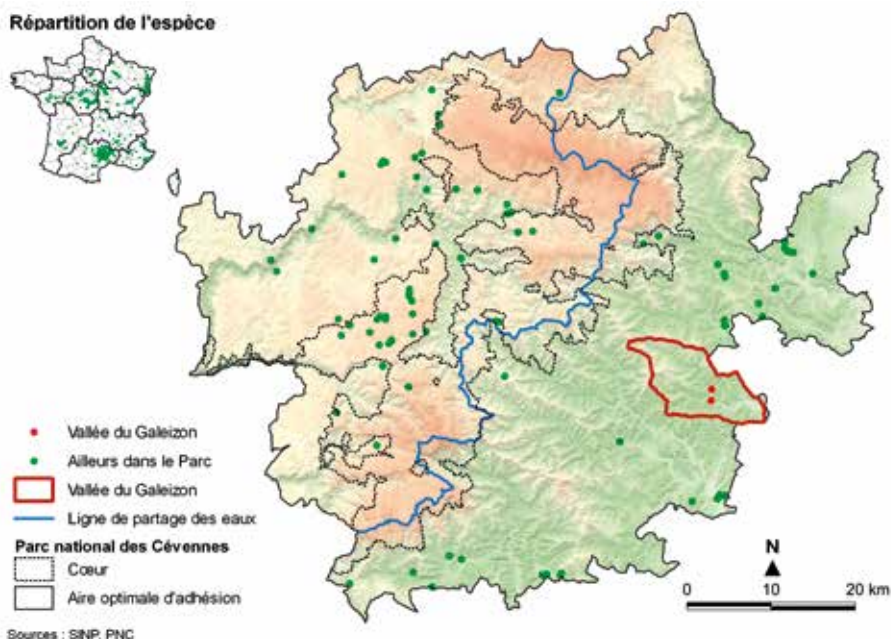 Répartition de l'espèce
Vallée du Galeizon
Ailleurs dans le Parc
Vallée du Galeizon
Ligne de partage des eaux
Parc national des Cévennes
Cœur
Aire optimale d'adhésion
N
0 10 20 km
Sources : SINP, PNC